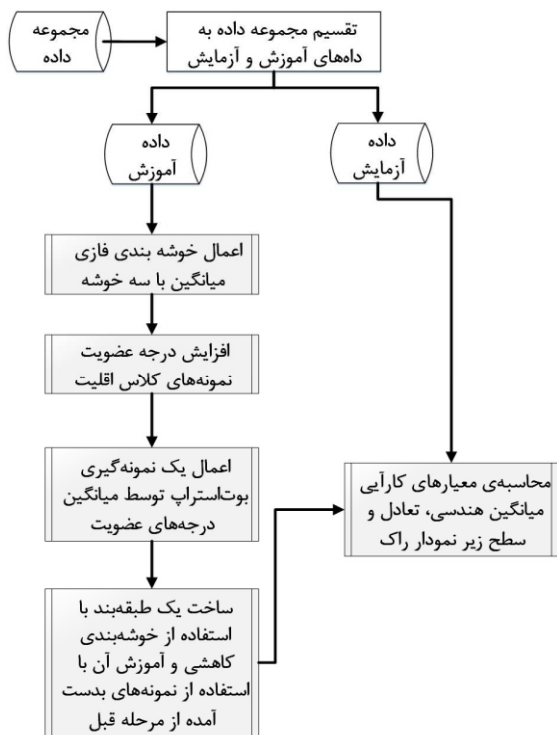 مجموعه
داده
تقسیم مجموعه داده به
داه‌های آموزش و آزمایش
داده
آموزش
داده
آزمایش
اعمال خوشه بندی فازی
میانگین با سه خوشه
افزایش درجه عضویت
نمونه‌های کلاس اقلیت
اعمال یک نمونه‌گیری
بوت‌استراپ توسط میانگین
درجه‌های عضویت
ساخت یک طبقه‌بند با
استفاده از خوشه‌بندی
کاهشی و آموزش آن با
استفاده از نمونه‌های بدست
آمده از مرحله قبل
محاسبه‌ی معیارهای کارآیی
میانگین هندسی، تعادل و
سطح زیر نمودار راک